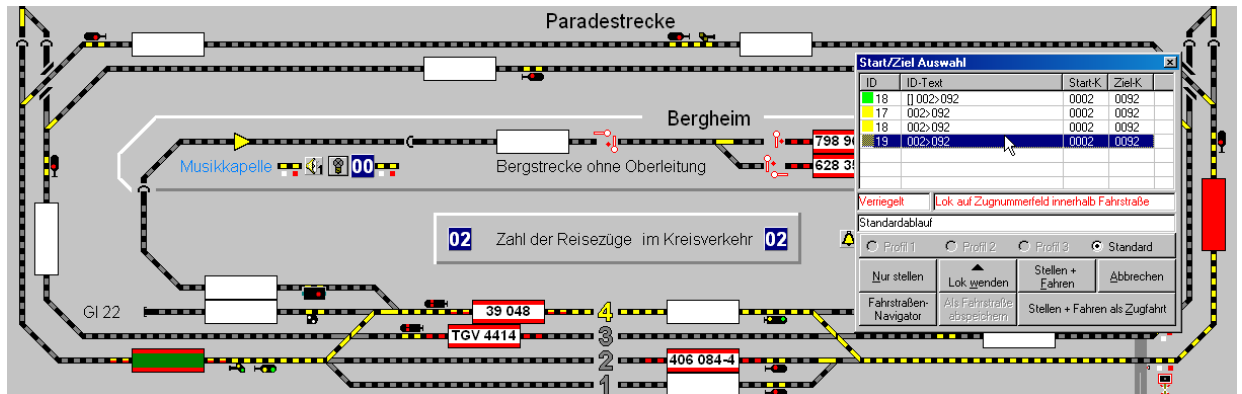 Paradestrecke
Start/Ziel Auswahl
ID ID-Text Start-K Ziel-K
18 [] 002>092 0002 0092
17 002>092 0002 0092
18 002>092 0002 0092
19 002>092 0002 0092
Bergheim
798
Musikkapelle 1 00
Bergstrecke ohne Oberleitung
628
Verriegelt Lok auf Zugnummerfeld innerhalb Fahrstraße
Standardablauf
02 Zahl der Reisezüge im Kreisverkehr 02
Profil 1 Profil 2 Profil 3 Standard
Nur stellen
Lok wenden
Stellen +
Fahren
Abbrechen
Fahrstraßen-
Navigator
Als Fahrstraße
abspeichern
Stellen + Fahren als Zugfahrt
Gl 22
39 048 4
TGV 4414 3
2 406 084-4
1